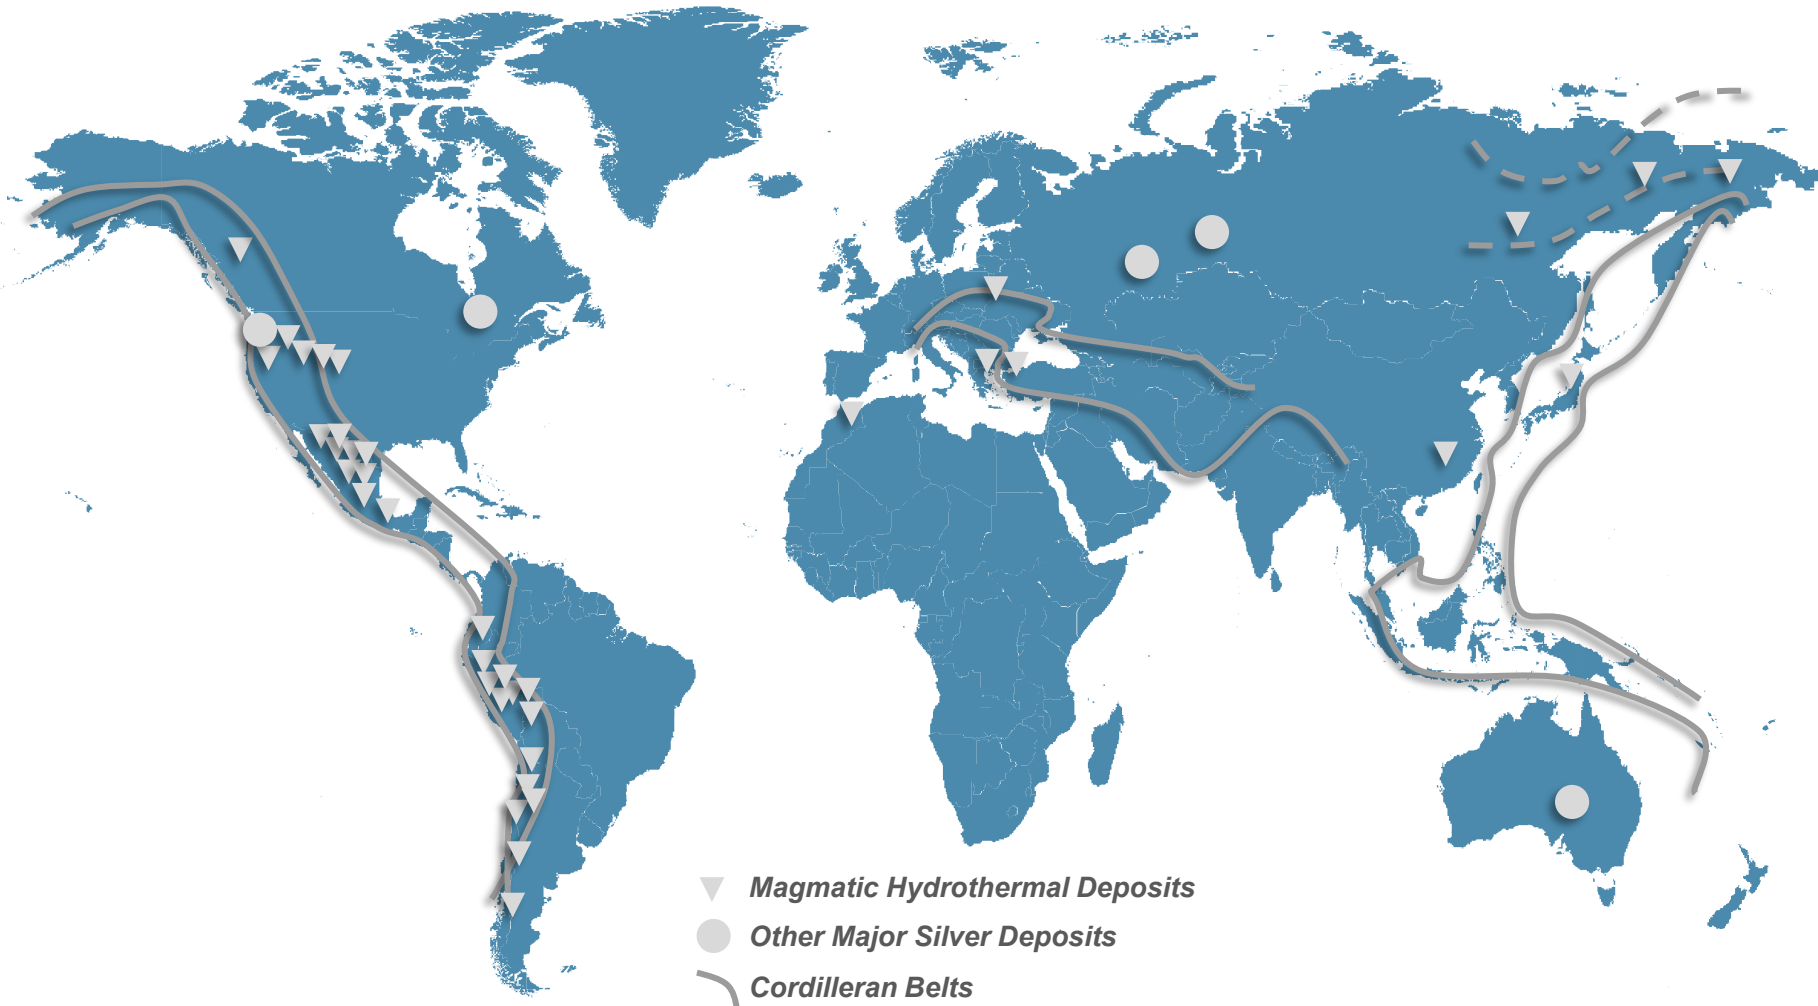 Magmatic Hydrothermal Deposits
Other Major Silver Deposits
Cordilleran Belts